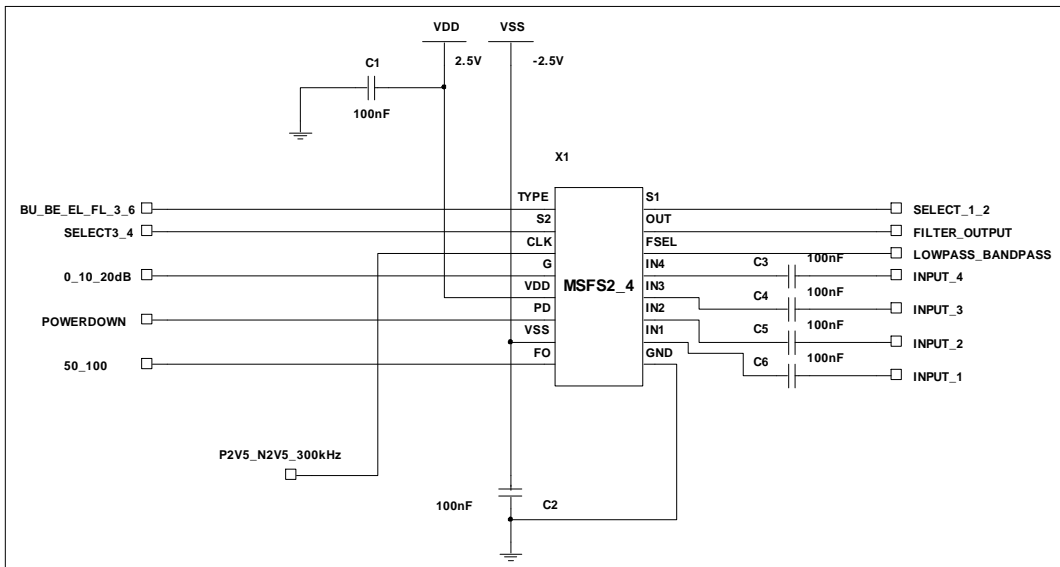 VDD VSS
2.5V -2.5V
C1
100nF
X1
TYPE S1
BU_BE_EL_FL_3_6 SELECT_1_2
S2 OUT
SELECT3_4 FILTER_OUTPUT
CLK FSEL
LOWPASS_BANDPASS
G IN4 C3 100nF
0_10_20dB INPUT_4
MSFS2_4
VDD IN3 C4 100nF
INPUT_3
PD IN2 C5 100nF
POWERDOWN
VSS IN1
INPUT_2
FO GND C6 100nF
50_100
INPUT_1
P2V5_N2V5_300kHz
100nF C2